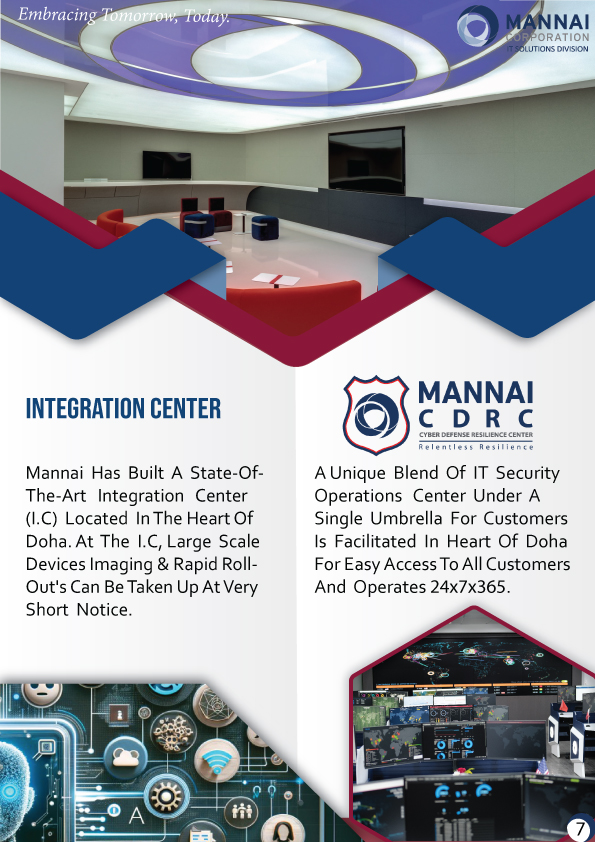 Embracing Tomorrow, Today.
MANNAI
CORPORATION
IT SOLUTIONS DIVISION
INTEGRATION CENTER
Mannai Has Built A State-Of-
The-Art Integration Center
(I.C) Located In The Heart Of
Doha. At The I.C, Large Scale
Devices Imaging & Rapid Roll-
Out's Can Be Taken Up At Very
Short Notice.
MANNAI
CDRC
CYBER DEFENSE RESILIENCE CENTER
Relentless Resilience
A Unique Blend Of IT Security
Operations Center Under A
Single Umbrella For Customers
Is Facilitated In Heart Of Doha
For Easy Access To All Customers
And Operates 24x7x365.
A
7